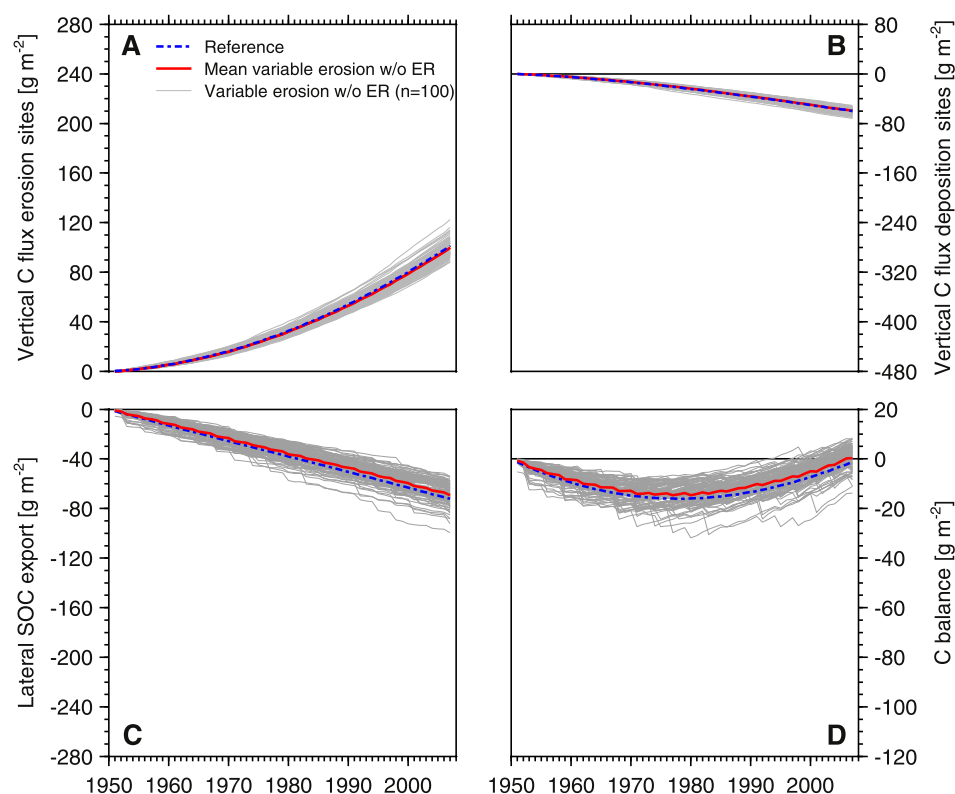 Vertical C flux erosion sites [g m-2]
280
240
200
160
120
80
40
0
A
Reference
Mean variable erosion w/o ER
Variable erosion w/o ER (n=100)
B
80
0
-80
-160
-240
-320
-400
-480
Vertical C flux deposition sites [g m-2]
Lateral SOC export [g m-2]
0
-40
-80
-120
-160
-200
-240
-280
C
1950 1960 1970 1980 1990 2000
D
20
0
-20
-40
-60
-80
-100
-120
C balance [g m-2]
1950 1960 1970 1980 1990 2000